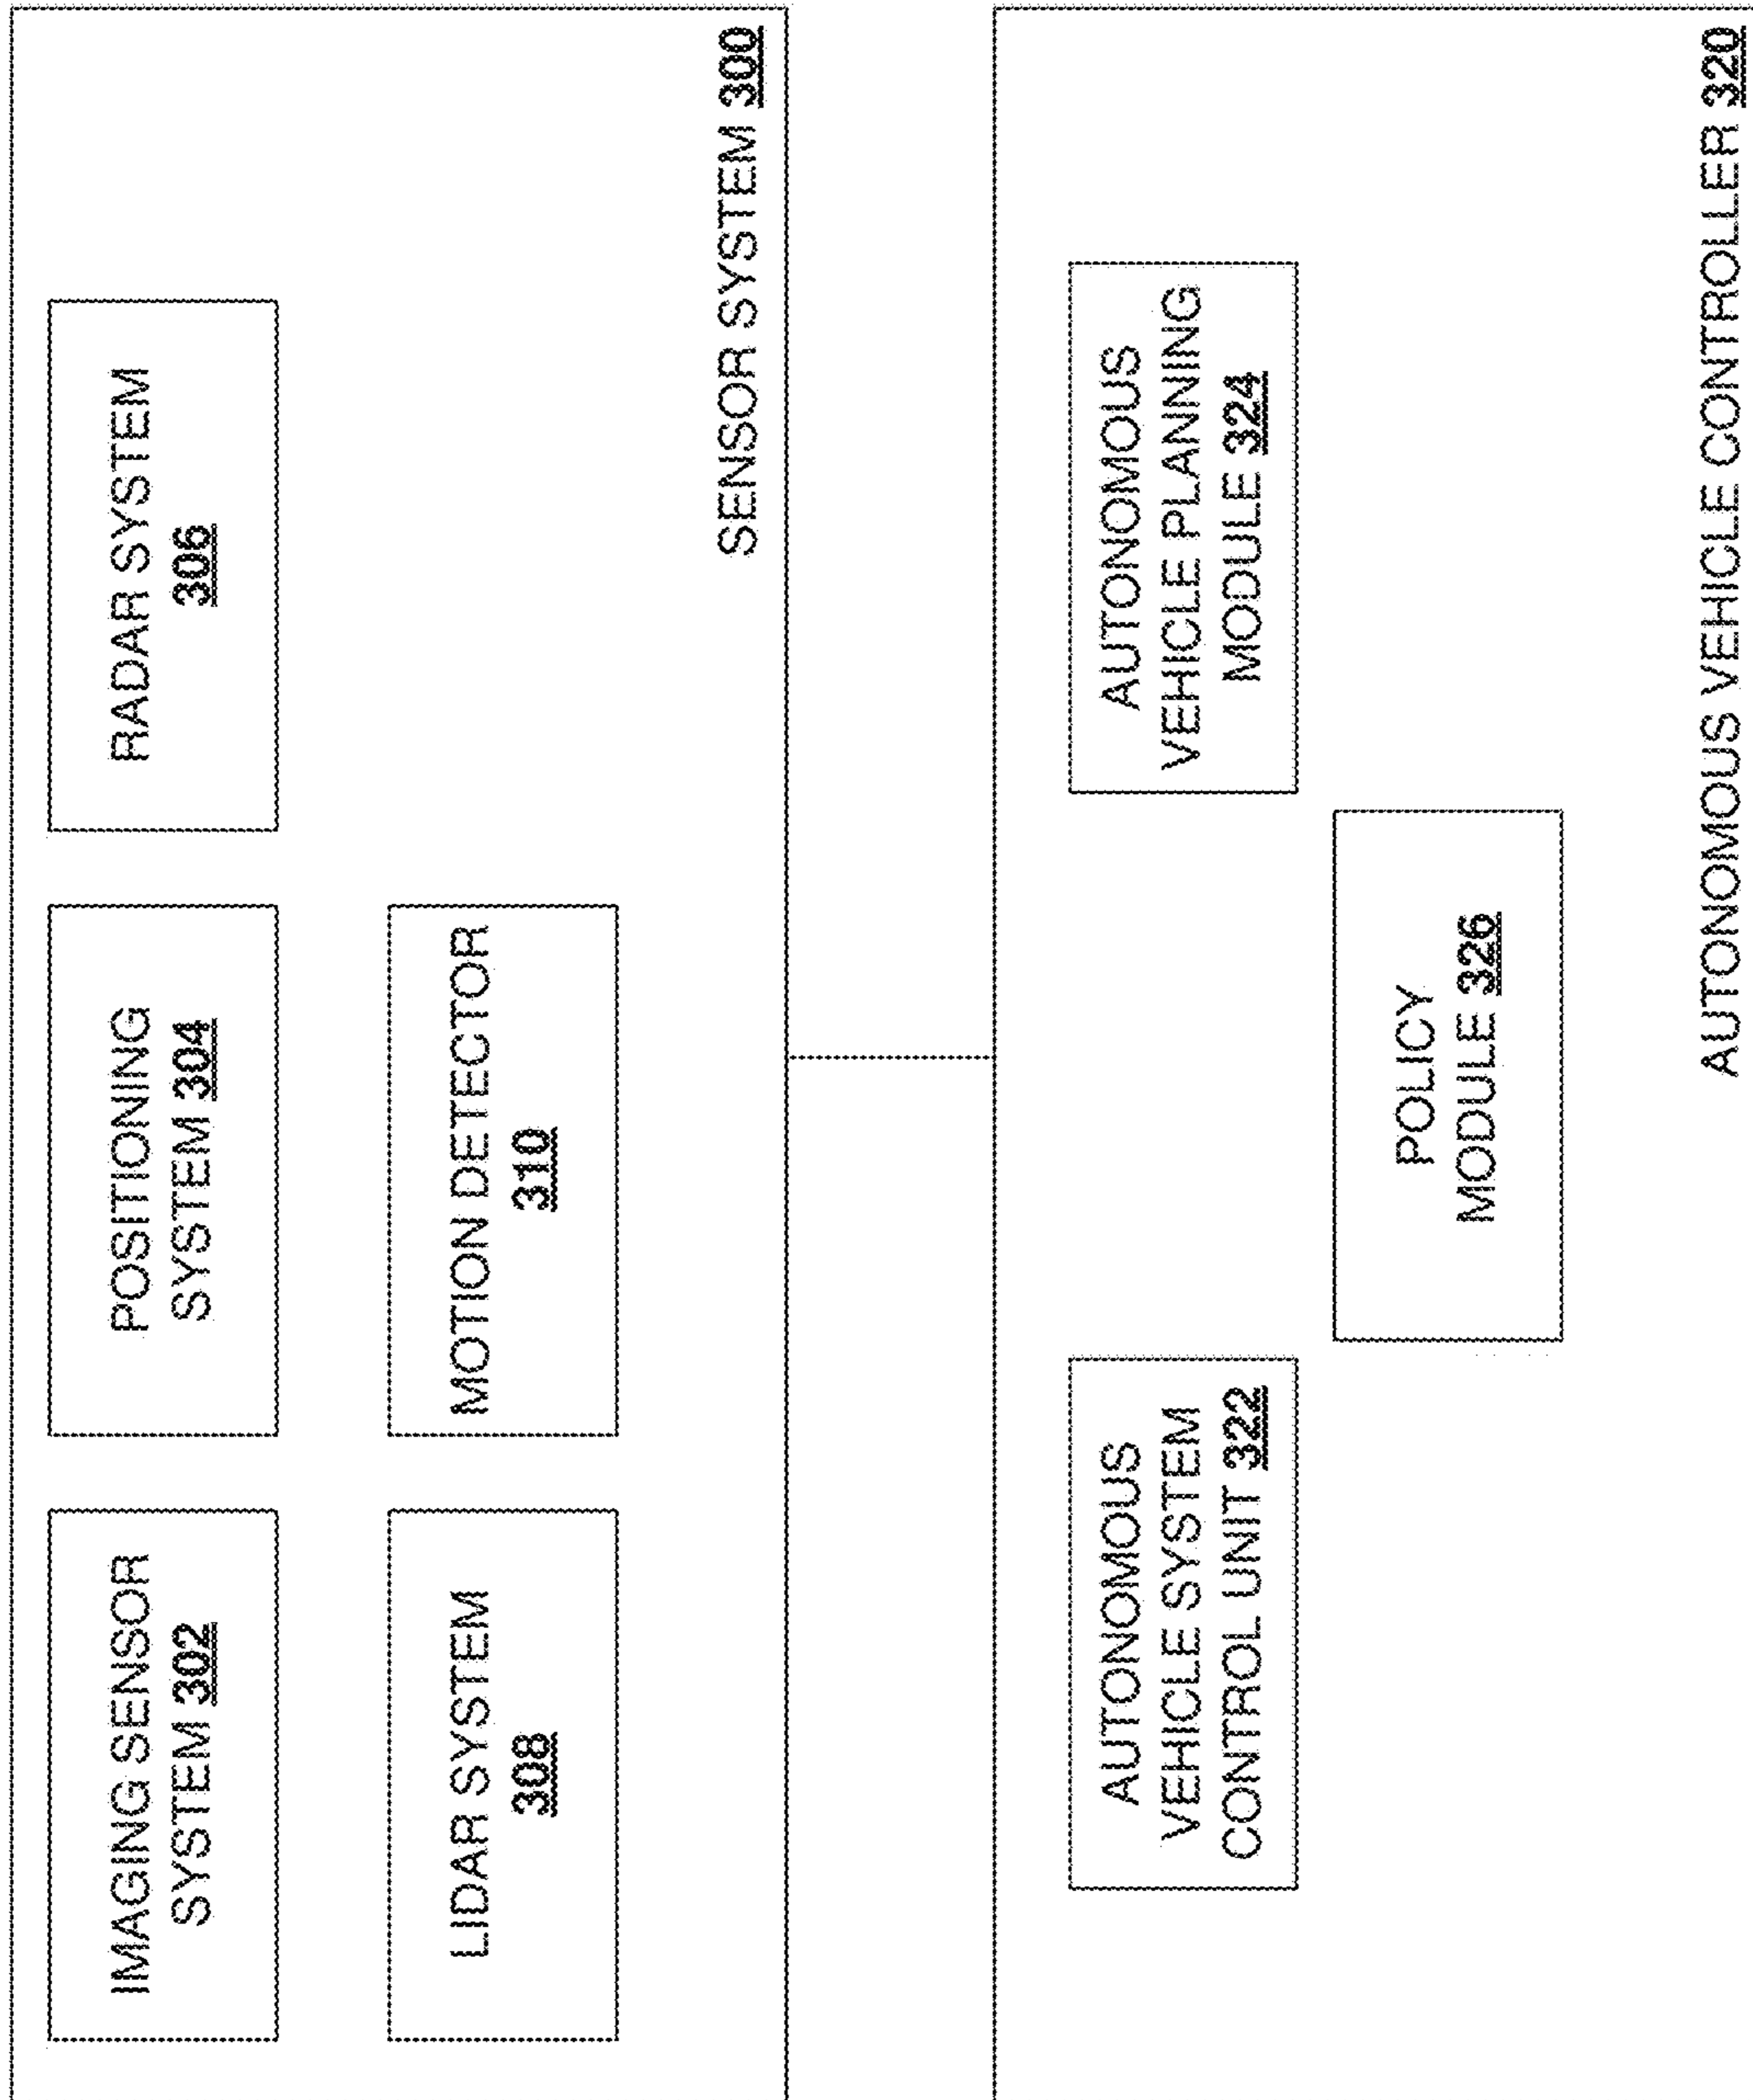 IMAGING SENSOR
SYSTEM 302
POSITIONING
SYSTEM 304
RADAR SYSTEM
306
LIDAR SYSTEM
308
MOTION DETECTOR
310
SENSOR SYSTEM 300
AUTONOMOUS
VEHICLE SYSTEM
CONTROL UNIT 322
AUTONOMOUS
VEHICLE PLANNING
MODULE 324
POLICY
MODULE 326
AUTONOMOUS VEHICLE CONTROLLER 320